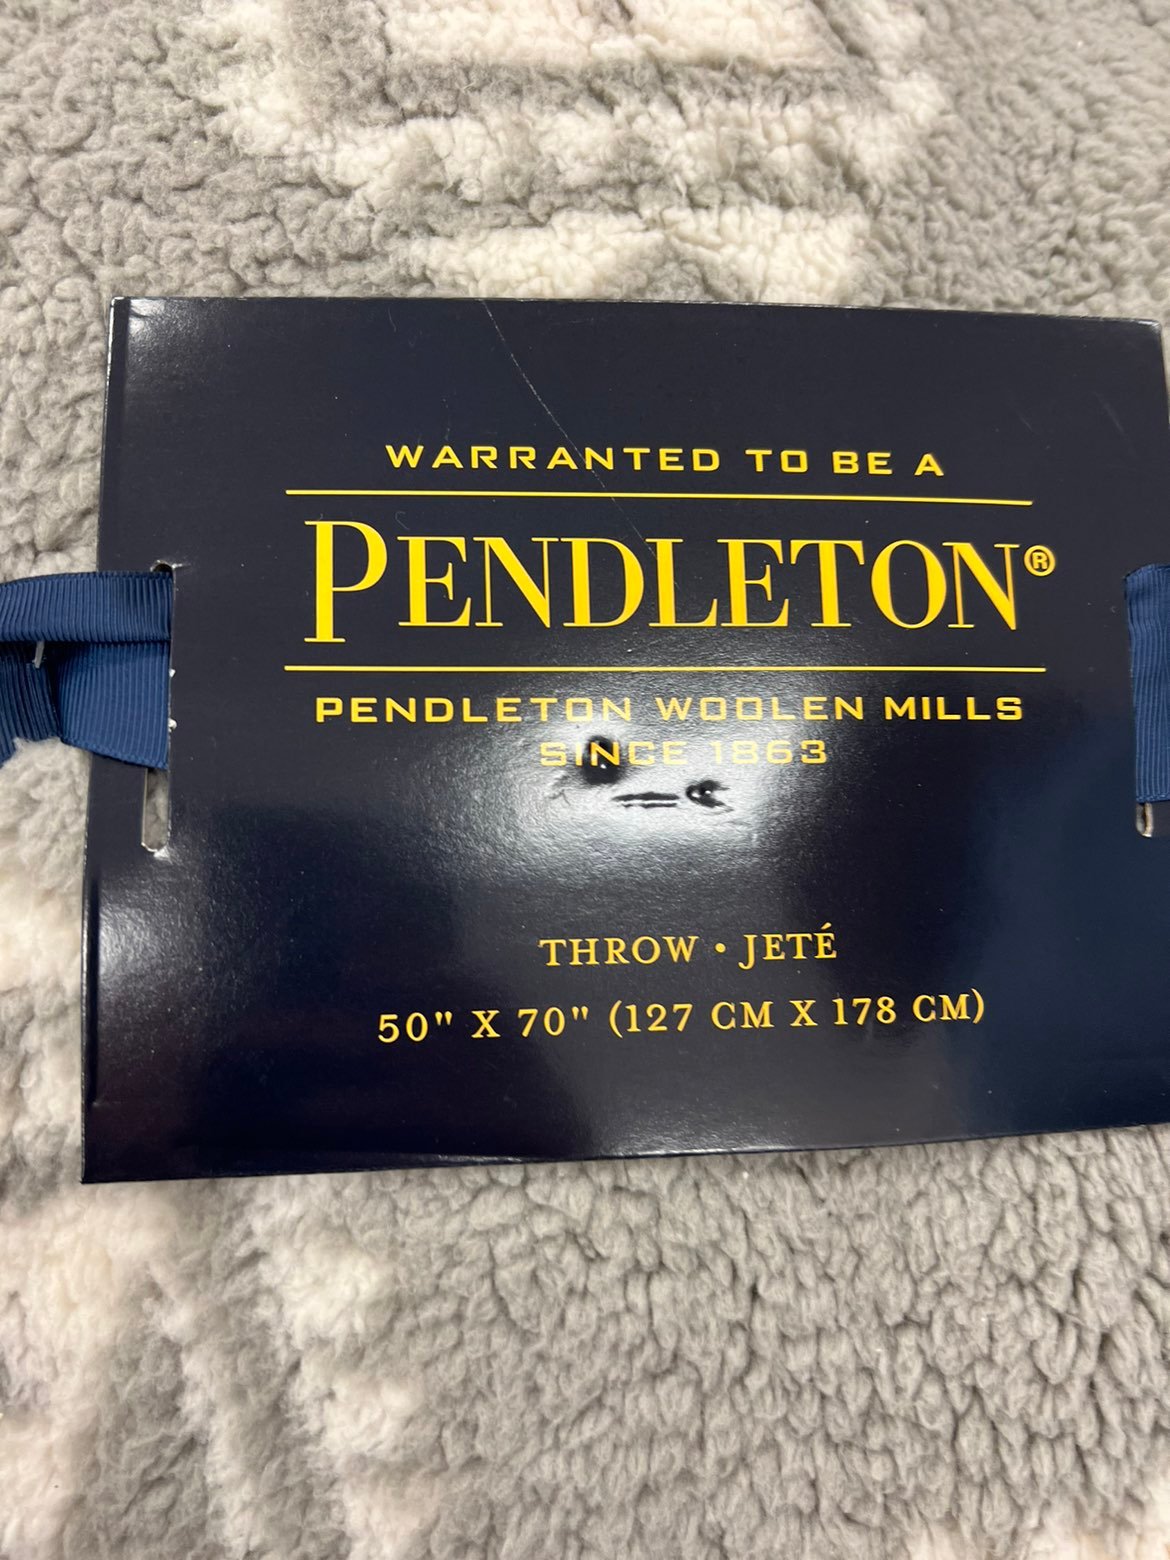 WARRANTED TO BE A
PENDLETON®
PENDLETON WOOLEN MILLS
SINCE 1863
THROW • JETÉ
50" X 70" (127 CM X 178 CM)